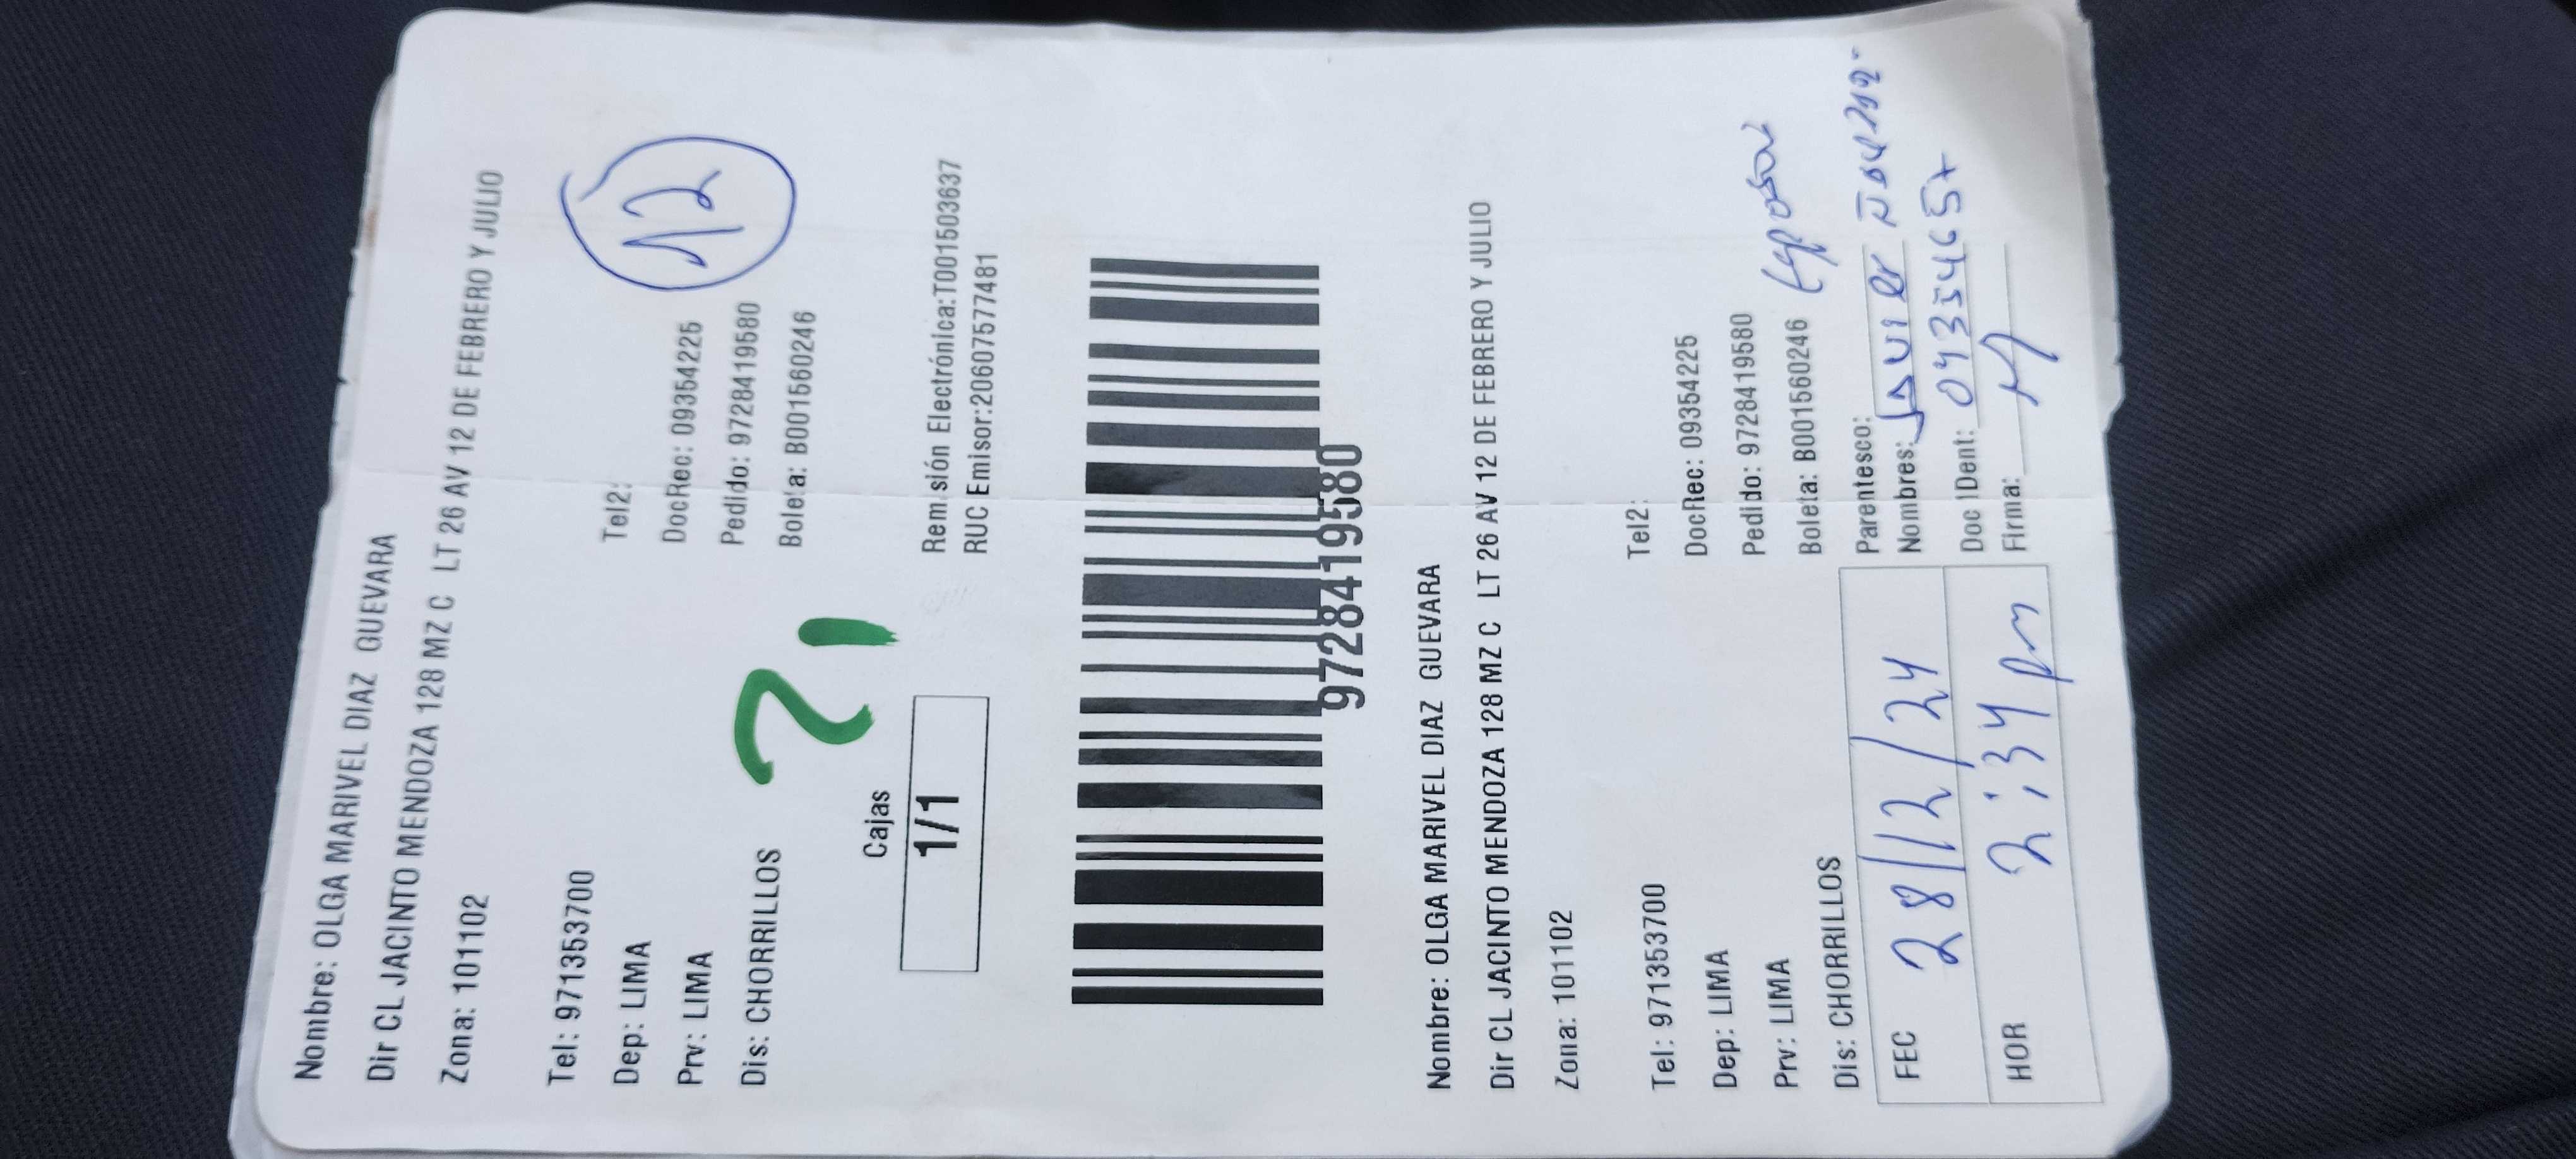 Nombre: OLGA MARIVEL DIAZ GUEVARA
Dir CL JACINTO MENDOZA 128 MZ C LT 26 AV 12 DE FEBRERO Y JULIO
Zona: 101102
Tel: 971353700 Tel2:
Dep: LIMA DocRec: 09354225
Prv: LIMA Pedido: 9728419580
Dis: CHORRILLOS Boleta: B001560246
12
21
Cajas
1/1
Remisión Electrónica:T001503637
RUC Emisor:20607577481
9728419580
Nombre: OLGA MARIVEL DIAZ GUEVARA
Dir CL JACINTO MENDOZA 128 MZ C LT 26 AV 12 DE FEBRERO Y JULIO
Zona: 101102
Tel: 971353700 Tel2:
Dep: LIMA DocRec: 09354225
Prv: LIMA Pedido: 9728419580
Dis: CHORRILLOS Boleta: B001560246
FEC 28/12/24 Parentesco: Esposo
Nombres: Javier
HOR 2:34 pm Doc IDent:
Firma: